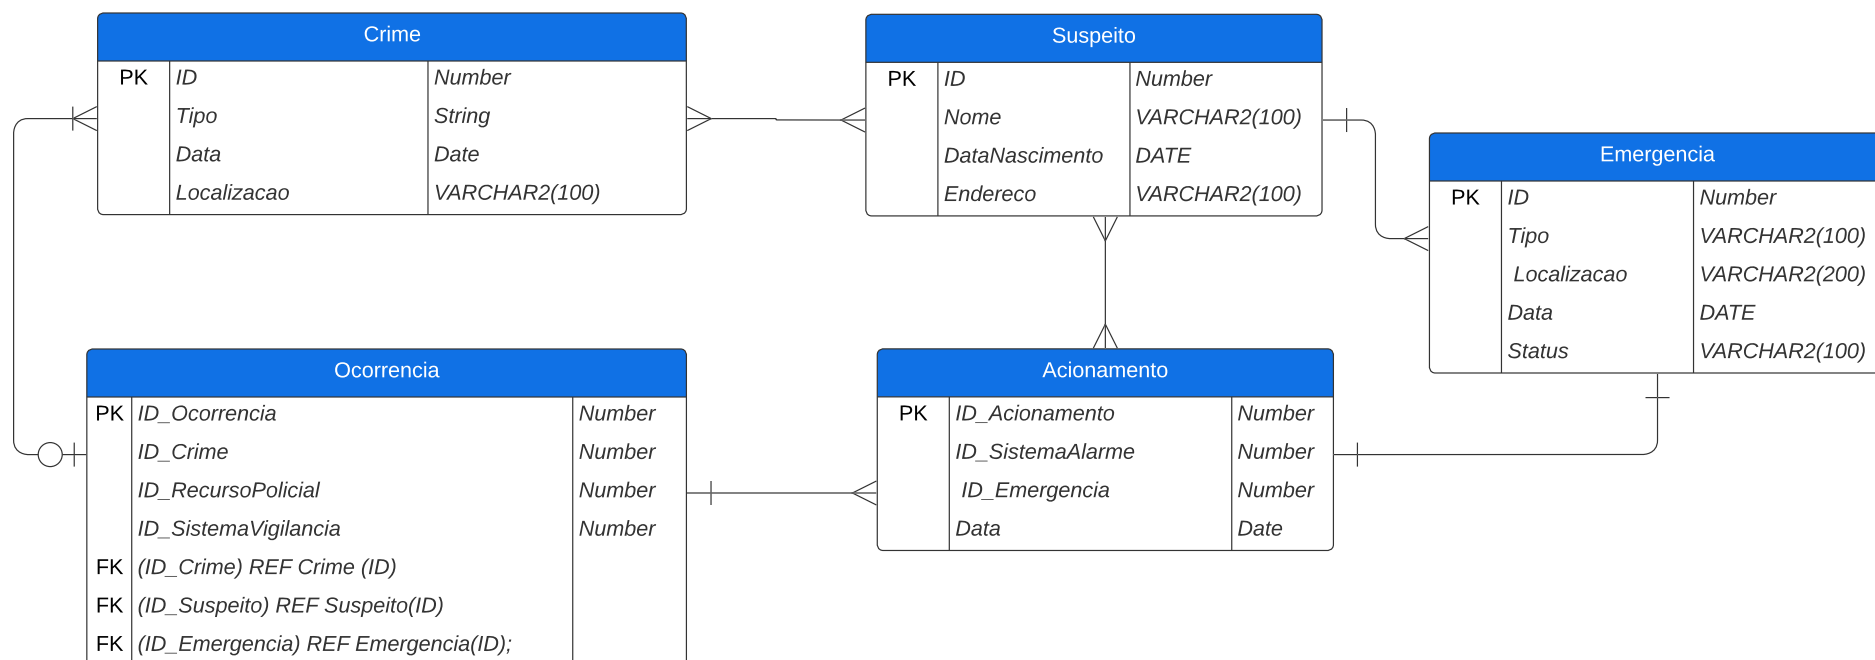 Crime
PK ID Number
Tipo String
Data Date
Localizacao VARCHAR2(100)
Suspeito
PK ID Number
Nome VARCHAR2(100)
DataNascimento DATE
Endereco VARCHAR2(100)
Emergencia
PK ID Number
Tipo VARCHAR2(100)
Localizacao VARCHAR2(200)
Data DATE
Status VARCHAR2(100)
Ocorrencia
PK ID_Ocorrencia Number
ID_Crime Number
ID_RecursoPolicial Number
ID_SistemaVigilancia Number
FK (ID_Crime) REF Crime (ID)
FK (ID_Suspeito) REF Suspeito(ID)
FK (ID_Emergencia) REF Emergencia(ID);
Acionamento
PK ID_Acionamento Number
ID_SistemaAlarme Number
ID_Emergencia Number
Data Date